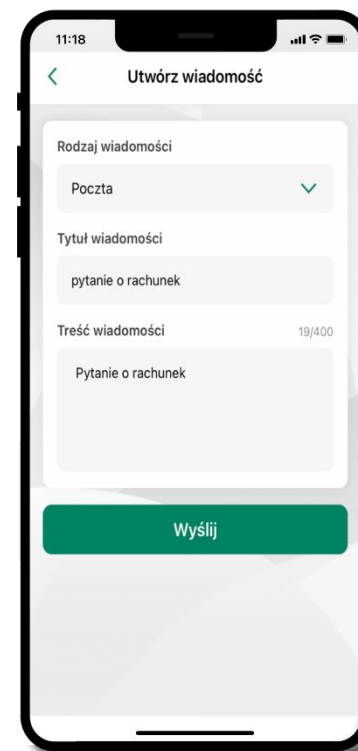 11:18
Utwórz wiadomość
Rodzaj wiadomości
Poczta
Tytuł wiadomości
pytanie o rachunek
Treść wiadomości 19/400
Pytanie o rachunek
Wyślij